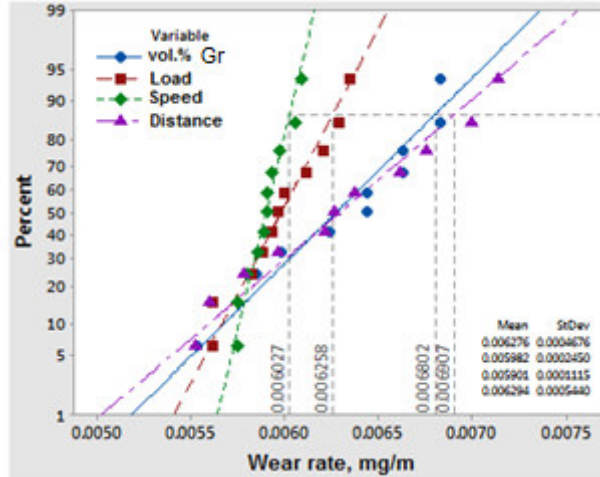 Variable
vol.% Gr
Load
Speed
Distance
Percent
99
95
90
80
70
60
50
40
30
20
10
5
1
0.006027
0.006258
0.006802
0.006907
Mean StDev
0.006276 0.0004676
0.005982 0.0002450
0.005901 0.0001115
0.006294 0.0005440
0.0050 0.0055 0.0060 0.0065 0.0070 0.0075
Wear rate, mg/m